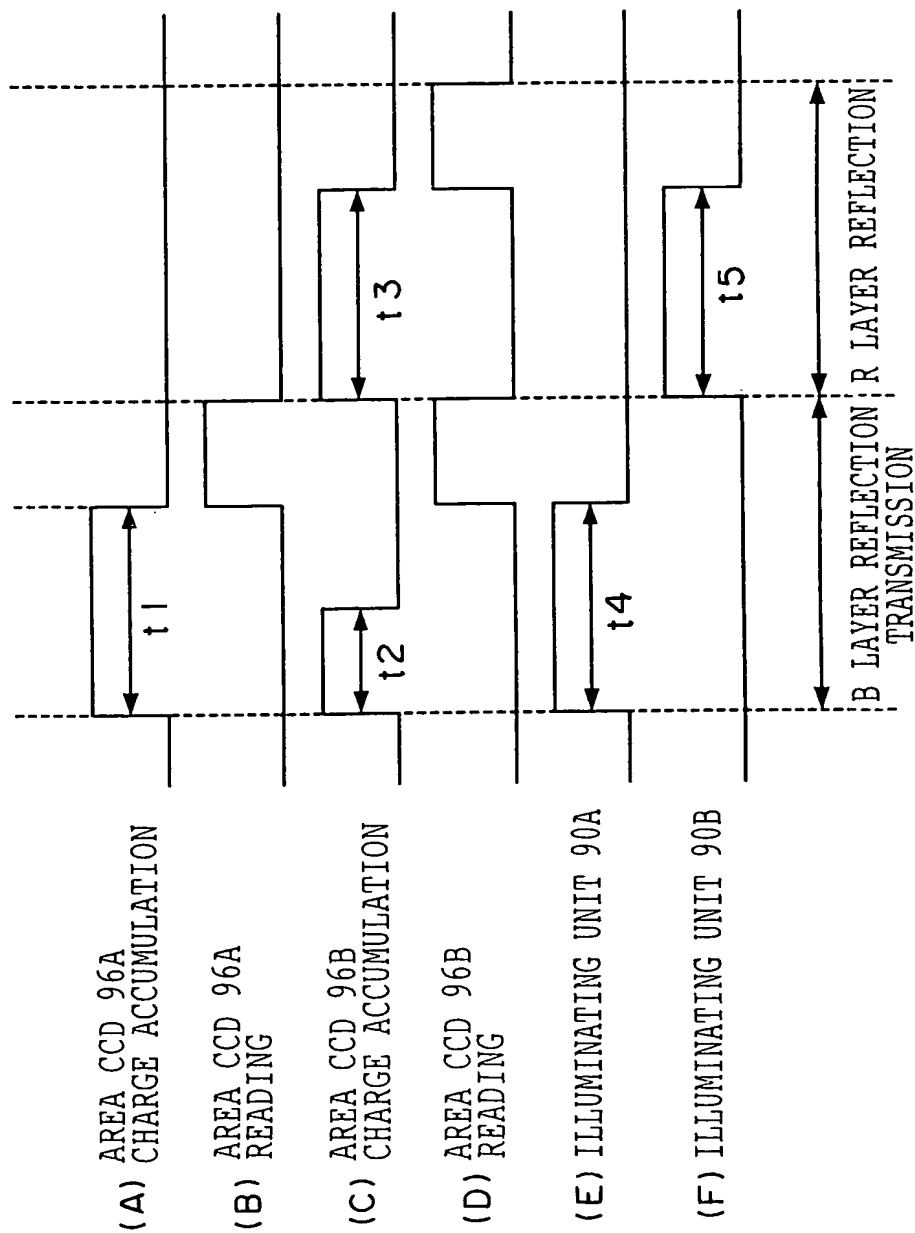 (A) AREA CCD 96A
CHARGE ACCUMULATION
t1
(B) AREA CCD 96A
READING
(C) AREA CCD 96B
CHARGE ACCUMULATION
t2
t3
(D) AREA CCD 96B
READING
(E) ILLUMINATING UNIT 90A
t4
(F) ILLUMINATING UNIT 90B
t5
B LAYER REFLECTION
TRANSMISSION
R LAYER REFLECTION